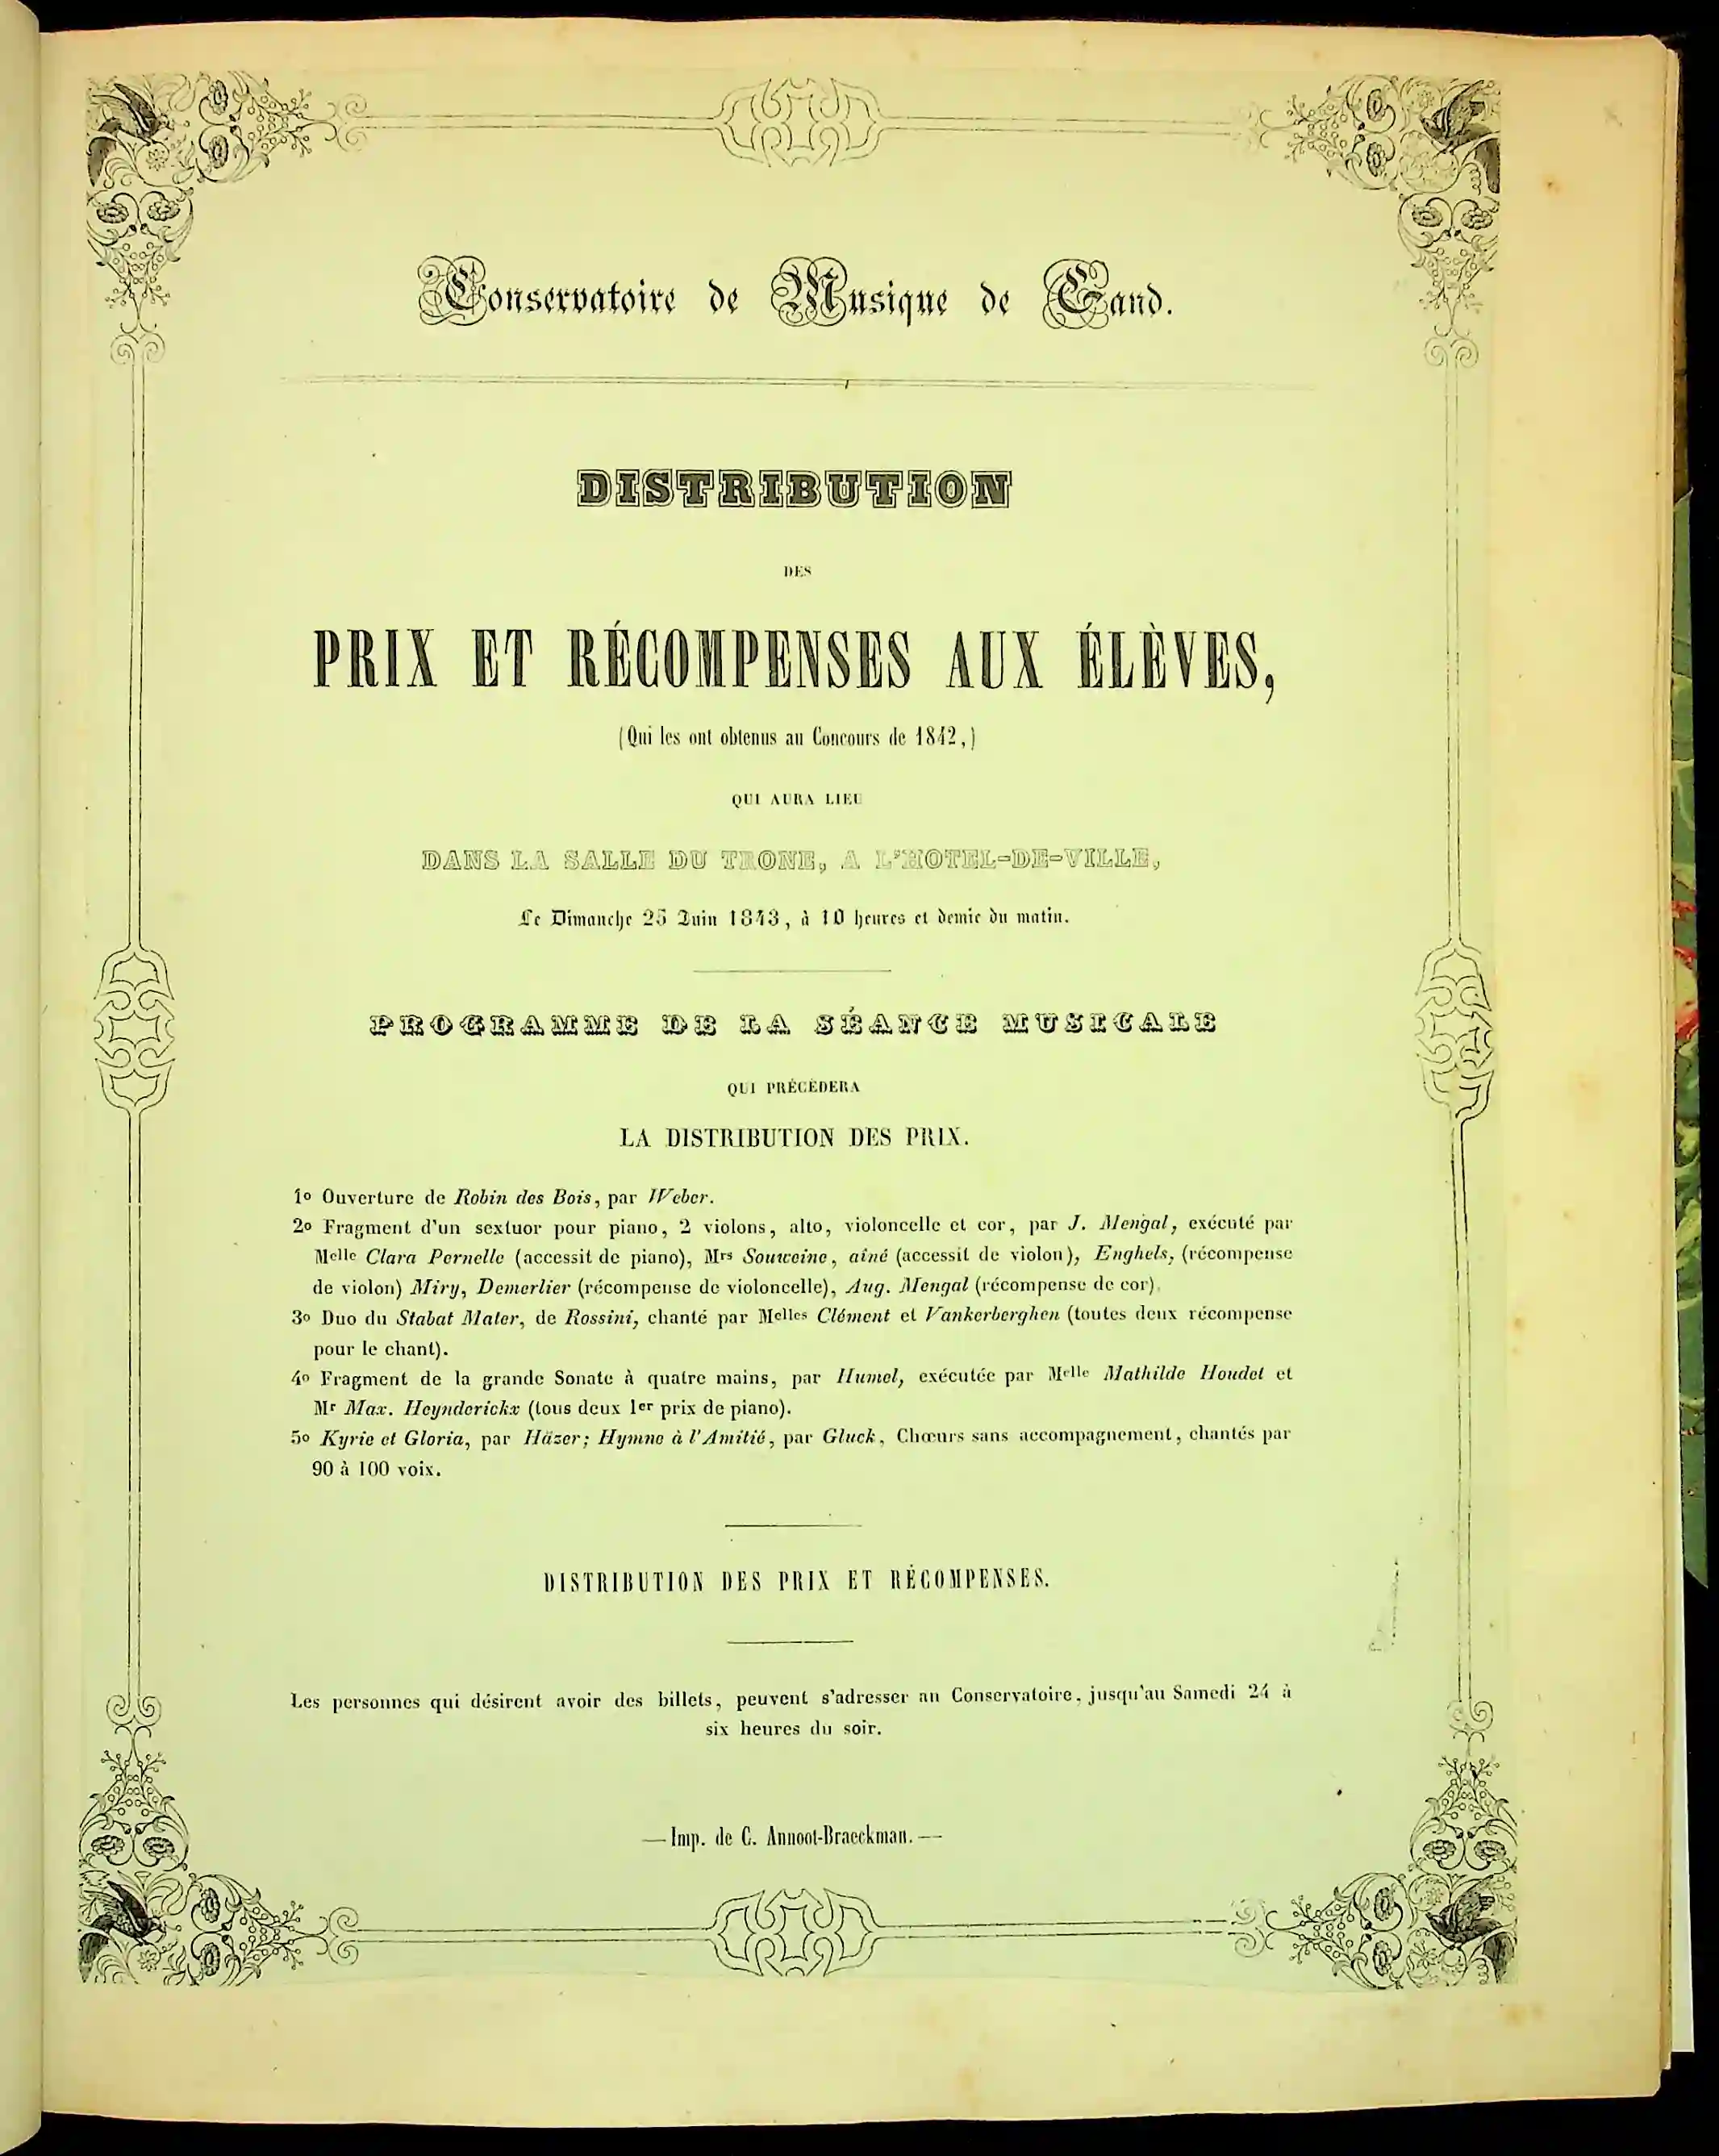 Conservatoire de Musique de Gand.
DISTRIBUTION
DES
PRIX ET RÉCOMPENSES AUX ÉLÈVES,
(Qui les ont obtenus au Concours de 1842,)
QUI AURA LIEU
DANS LA SALLE DU TRONE, A L'HOTEL-DE-VILLE,
Le Dimanche 25 Juin 1843, à 10 heures et demie du matin.
PROGRAMME DE LA SÉANCE MUSICALE
QUI PRÉCÉDERA
LA DISTRIBUTION DES PRIX.
1o Ouverture de Robin des Bois, par Weber.
2o Fragment d'un sextuor pour piano, 2 violons, alto, violoncelle et cor, par J. Mengal, exécuté par
Melle Clara Pernelle (accessit de piano), Mrs Souweine, aîné (accessit de violon), Enghels, (récompense
de violon) Miry, Demerlier (récompense de violoncelle), Aug. Mengal (récompense de cor).
3o Duo du Stabat Mater, de Rossini, chanté par Melles Clément et Vankerberghen (toutes deux récompense
pour le chant).
4o Fragment de la grande Sonate à quatre mains, par Humel, exécutée par Melle Mathilde Houdet et
Mr Max. Heynderickx (tous deux 1er prix de piano).
5o Kyrie et Gloria, par Häzer; Hymne à l'Amitié, par Gluck, Chœurs sans accompagnement, chantés par
90 à 100 voix.
DISTRIBUTION DES PRIX ET RÉCOMPENSES.
Les personnes qui désirent avoir des billets, peuvent s'adresser au Conservatoire, jusqu'au Samedi 24 à
six heures du soir.
— Imp. de C. Annoot-Braeckman. —